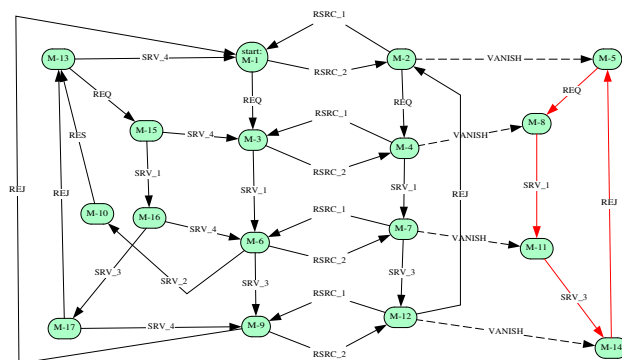 RSRC_1
start:
M-1
M-13
SRV_4
M-2
VANISH
M-5
RSRC_2
REQ
REQ
REQ
REQ
M-8
RSRC_1
M-15
SRV_4
M-3
RES
M-4
VANISH
RSRC_2
SRV_1
SRV_1
SRV_1
SRV_1
REJ
REJ
REJ
REJ
RSRC_1
M-10
M-16
SRV_4
M-6
M-7
VANISH
M-11
RSRC_2
SRV_3
SRV_2
SRV_3
SRV_3
SRV_3
RSRC_1
M-17
SRV_4
M-9
M-12
VANISH
M-14
RSRC_2